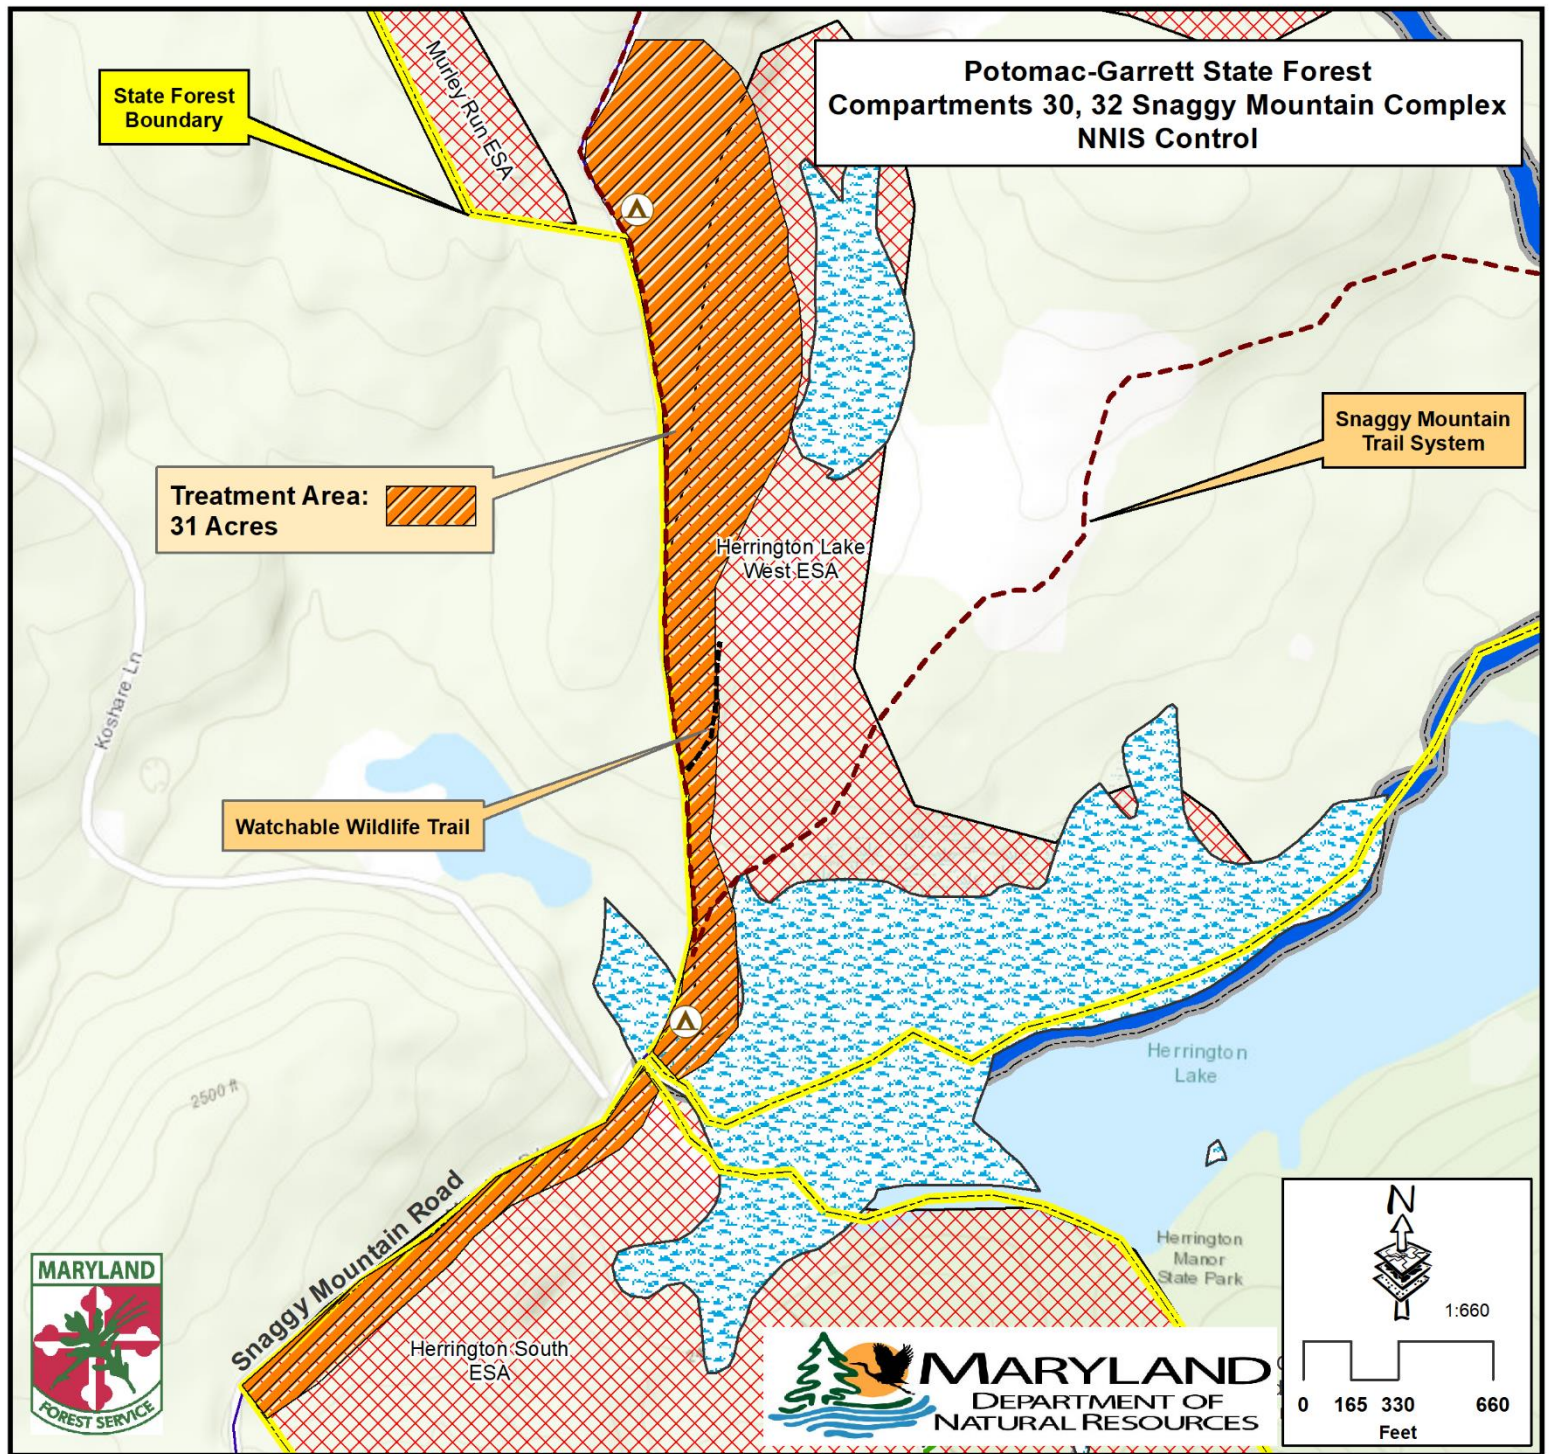 Potomac-Garrett State Forest
Compartments 30, 32 Snaggy Mountain Complex
NNIS Control
State Forest
Boundary
Murley Run ESA
Snaggy Mountain
Trail System
Treatment Area:
31 Acres
Herrington Lake
West ESA
Koshare Ln
Watchable Wildlife Trail
Herrington
Lake
2500 ft
Snaggy Mountain Road
Herrington
Manor
State Park
Herrington South
ESA
MARYLAND
FOREST SERVICE
MARYLAND
DEPARTMENT OF
NATURAL RESOURCES
N
1:660
0 165 330 660
Feet